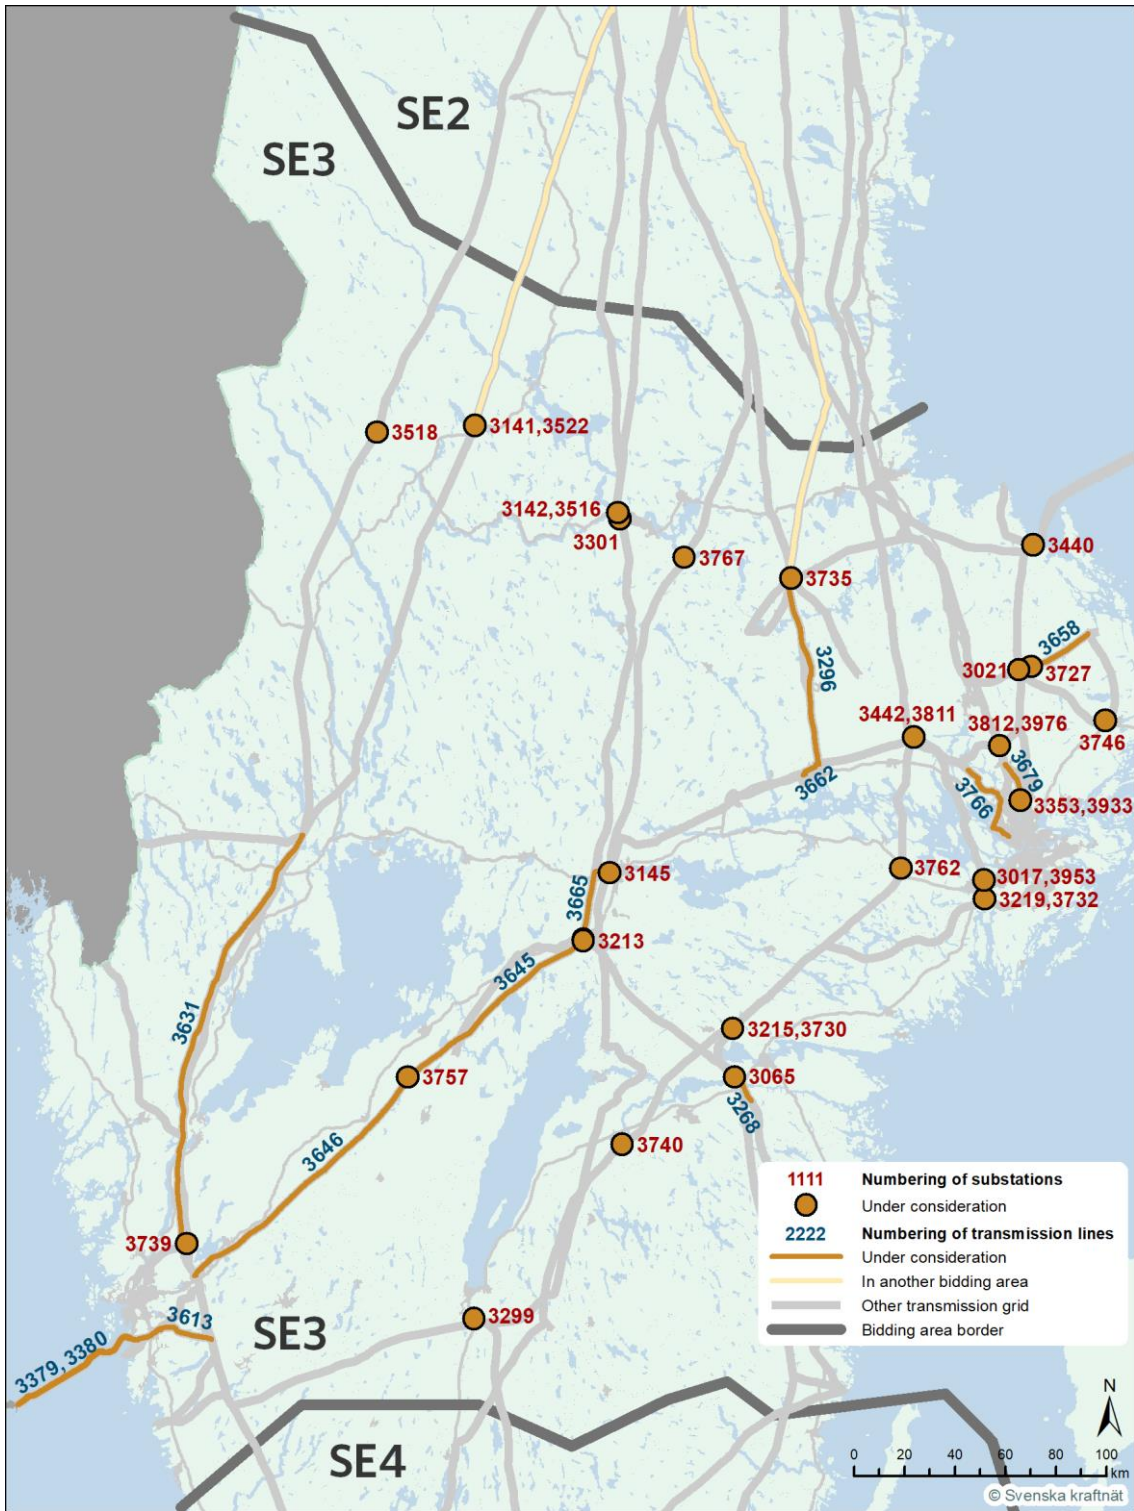 SE2
SE3
3518
3141,3522
3142,3516
3301
3767
3735
3440
3658
3021
3727
3296
3442,3811
3812,3976
3746
3679
3662
3766
3353,3933
3145
3762
3017,3953
3665
3219,3732
3213
3645
3631
3215,3730
3757
3065
3268
3646
3740
3739
3613
3299
SE3
3379, 3380
SE4
1111 Numbering of substations
Under consideration
2222 Numbering of transmission lines
Under consideration
In another bidding area
Other transmission grid
Bidding area border
N
0 20 40 60 80 100
km
© Svenska kraftnät